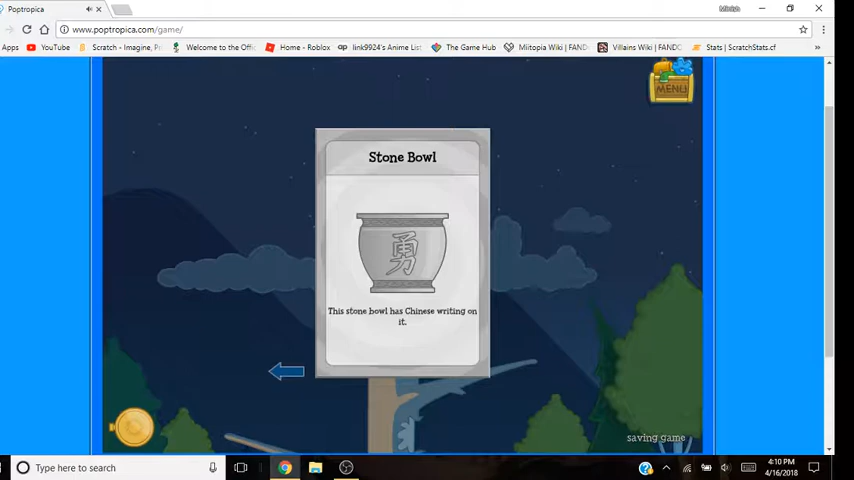 Poptropica
Miniya
www.poptropica.com/game/
Apps
YouTube
Scratch - Imagine, Pr
Welcome to the Offic
Home - Roblox
link9924's Anime List
The Game Hub
Miitopia Wiki | FAND
Villains Wiki | FANDC
Stats | ScratchStats.cf
»
MENU
Stone Bowl
勇
This stone bowl has Chinese writing on
it.
saving game
Type here to search
4:10 PM
4/16/2018